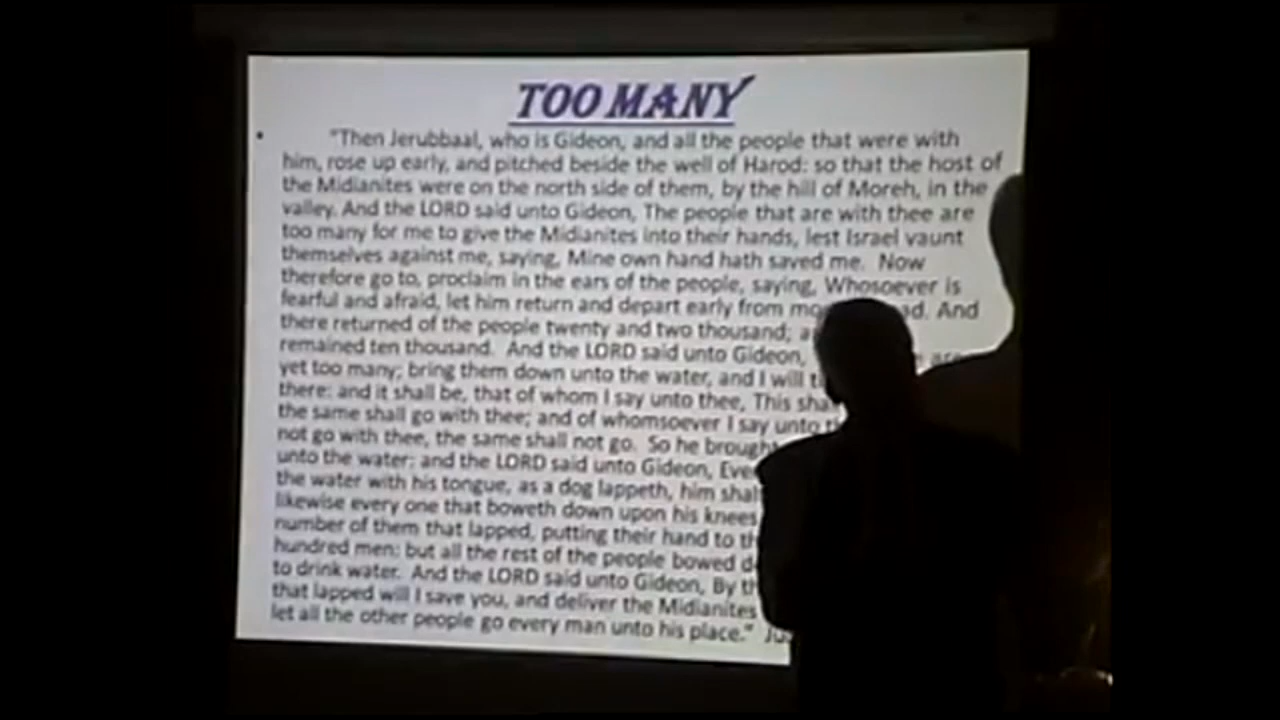 TOO MANY
• "Then Jerubbaal, who is Gideon, and all the people that were with
him, rose up early, and pitched beside the well of Harod: so that the host of
the Midianites were on the north side of them, by the hill of Moreh, in the
valley. And the LORD said unto Gideon, The people that are with thee are
too many for me to give the Midianites into their hands, lest Israel vaunt
themselves against me, saying, Mine own hand hath saved me. Now
therefore go to, proclaim in the ears of the people, saying, Whosoever is
fearful and afraid, let him return and depart early from
And
there returned of the people twenty and two thousand;
remained ten thousand. And the LORD said unto Gideon,
yet too many; bring them down unto the water, and I will
there: and it shall be, that of whom I say unto thee, This
the same shall go with thee; and of whomsoever I say unto
not go with thee, the same shall not go. So he brought
unto the water: and the LORD said unto Gideon,
the water with his tongue, as a dog lappeth, him
likewise every one that boweth down upon his knees
number of them that lapped, putting their hand to
hundred men: but all the rest of the people bowed
to drink water. And the LORD said unto Gideon, By
that lapped will I save you, and deliver the Midianites
let all the other people go every man unto his place."